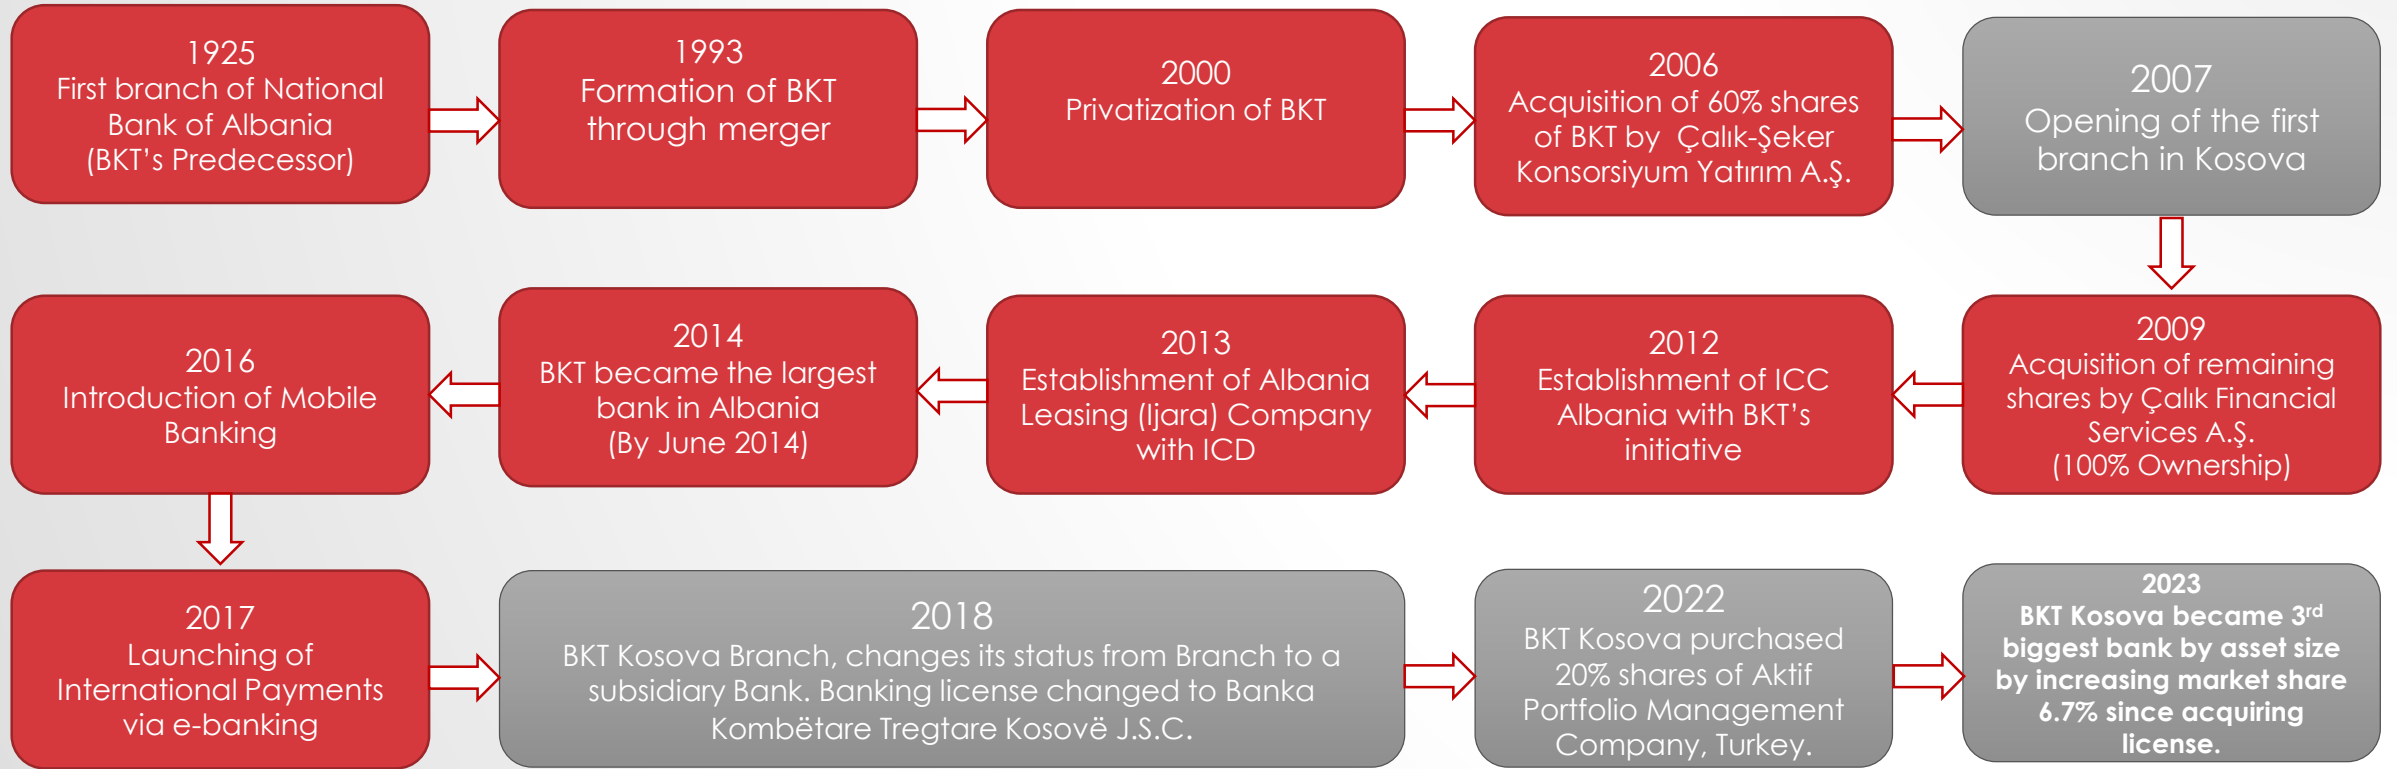 1925
First branch of National
Bank of Albania
(BKT’s Predecessor)
1993
Formation of BKT
through merger
2000
Privatization of BKT
2006
Acquisition of 60% shares
of BKT by Çalık-Şeker
Konsorsiyum Yatırım A.Ş.
2007
Opening of the first
branch in Kosova
2009
Acquisition of remaining
shares by Çalık Financial
Services A.Ş.
(100% Ownership)
2012
Establishment of ICC
Albania with BKT’s
initiative
2013
Establishment of Albania
Leasing (Ijara) Company
with ICD
2014
BKT became the largest
bank in Albania
(By June 2014)
2016
Introduction of Mobile
Banking
2017
Launching of
International Payments
via e-banking
2018
BKT Kosova Branch, changes its status from Branch to a
subsidiary Bank. Banking license changed to Banka
Kombëtare Tregtare Kosovë J.S.C.
2022
BKT Kosova purchased
20% shares of Aktif
Portfolio Management
Company, Turkey.
2023
BKT Kosova became 3rd
biggest bank by asset size
by increasing market share
6.7% since acquiring
license.